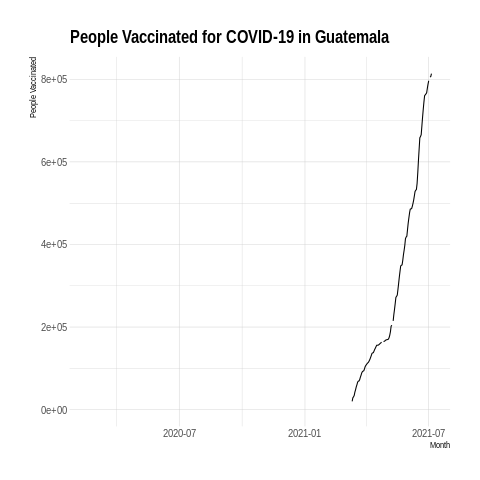 People Vaccinated for COVID-19 in Guatemala
People Vaccinated
8e+05
6e+05
4e+05
2e+05
0e+00
2020-07
2021-01
2021-07
Month